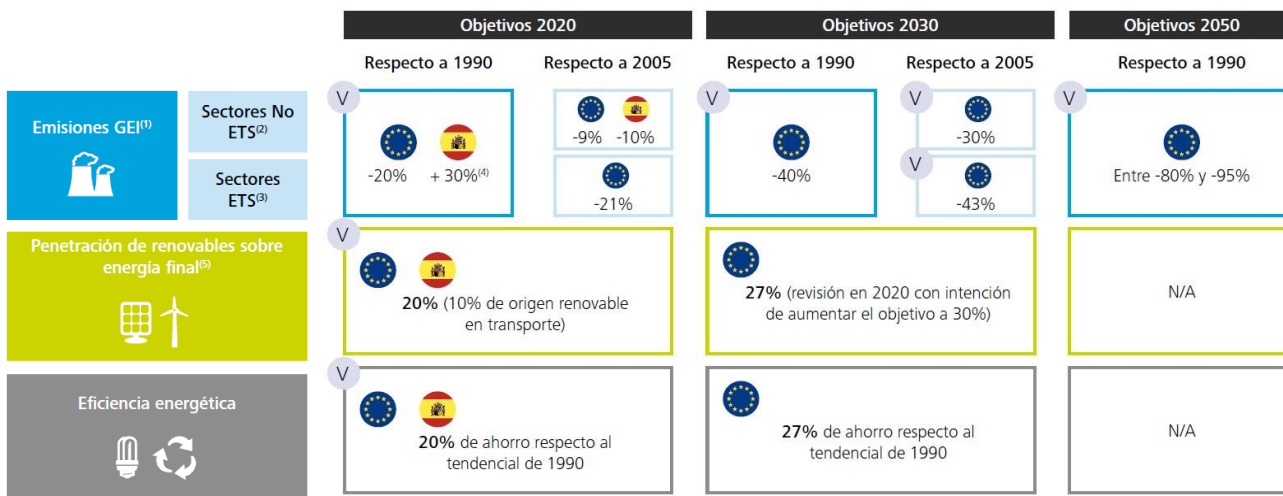 Objetivos 2020
Objetivos 2030
Objetivos 2050
Respecto a 1990
Respecto a 2005
Respecto a 1990
Respecto a 2005
Respecto a 1990
Emisiones GEI(1)
Sectores No
ETS(2)
Sectores
ETS(3)
V
-20%
+ 30%(4)
-9%
-10%
-21%
V
-40%
V
-30%
V
-43%
V
Entre -80% y -95%
Penetración de renovables sobre
energía final(5)
V
20% (10% de origen renovable
en transporte)
27% (revisión en 2020 con intención
de aumentar el objetivo a 30%)
N/A
Eficiencia energética
V
20% de ahorro respecto al
tendencial de 1990
27% de ahorro respecto al
tendencial de 1990
N/A